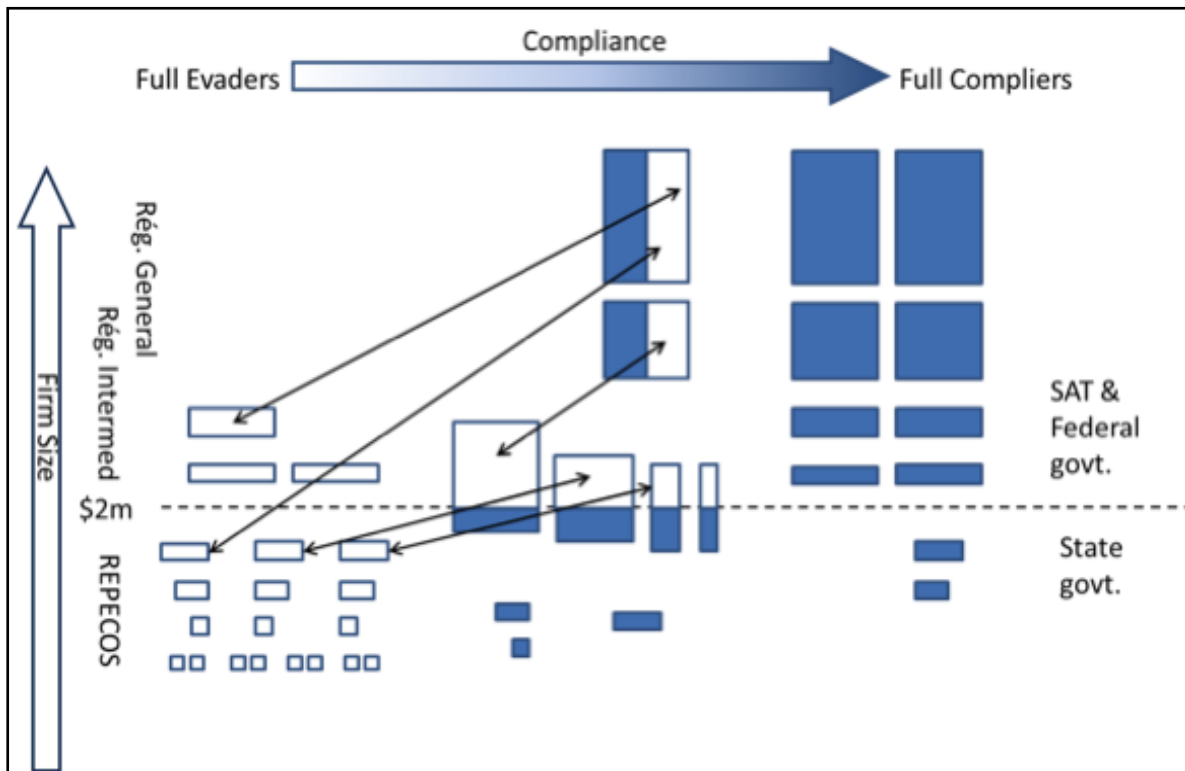 Compliance
Full Evaders
Full Compliers
Rég. General
Rég. Intermed
Firm Size
SAT &
Federal
govt.
$2m
REPECOS
State
govt.